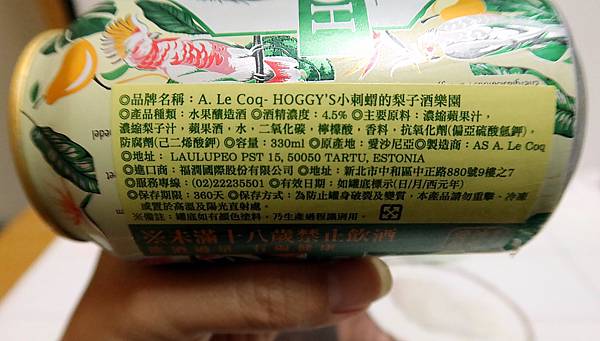 HO
◎品牌名稱：A. Le Coq- HOGGY'S小刺蝟的梨子酒樂園
◎產品種類：水果釀造酒 ◎酒精濃度：4.5% ◎主要原料：濃縮蘋果汁，
濃縮梨子汁，蘋果酒，水，二氧化碳，檸檬酸，香料，抗氧化劑(偏亞硫酸氫鉀)，
防腐劑(己二烯酸鉀) ◎容量：330ml ◎原產地：愛沙尼亞◎製造商：AS A. Le Coq
◎地址： LAULUPEO PST 15, 50050 TARTU, ESTONIA
◎進口商：福潤國際股份有限公司 ◎地址：新北市中和區中正路880號9樓之7
◎服務專線：(02)22235501 ◎有效日期：如罐底標示(日/月/西元年)
◎保存期限：360天 ◎保存方式：為防止罐身破裂及變質，本產品請勿重擊、冷凍
或置於高溫及陽光直射處。
※備註：罐底如有顏色塗料，乃生產過程識別用。
※未滿十八歲禁止飲酒